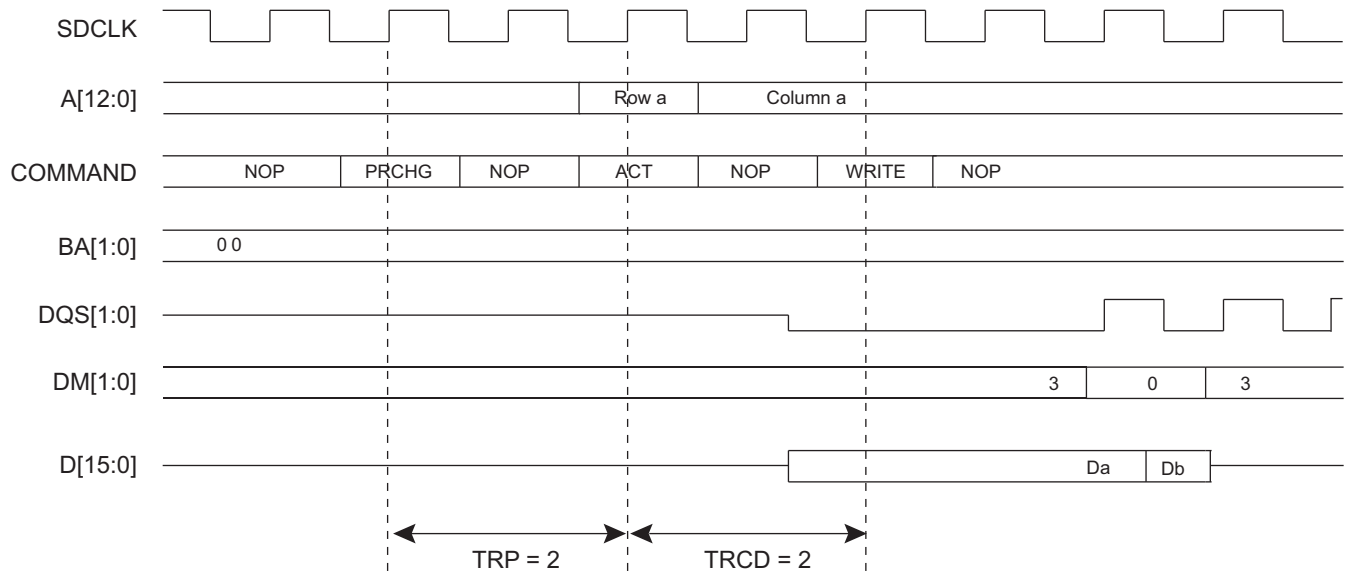 SDCLK
A[12:0]
Row a
Column a
COMMAND
NOP
PRCHG
NOP
ACT
NOP
WRITE
NOP
BA[1:0]
0 0
DQS[1:0]
DM[1:0]
3
0
3
D[15:0]
Da
Db
TRP = 2
TRCD = 2